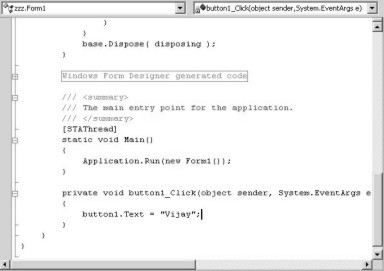 zzz.Form1
button1_Click(object sender,System.EventArgs e)
}
}
base.Dispose( disposing );
}
Windows Form Designer generated code
/// <summary>
/// The main entry point for the application.
/// </summary>
[STAThread]
static void Main()
{
Application.Run(new Form1());
}
private void button1_Click(object sender, System.EventArgs e
{
button1.Text = "Vijay";
}
}
}